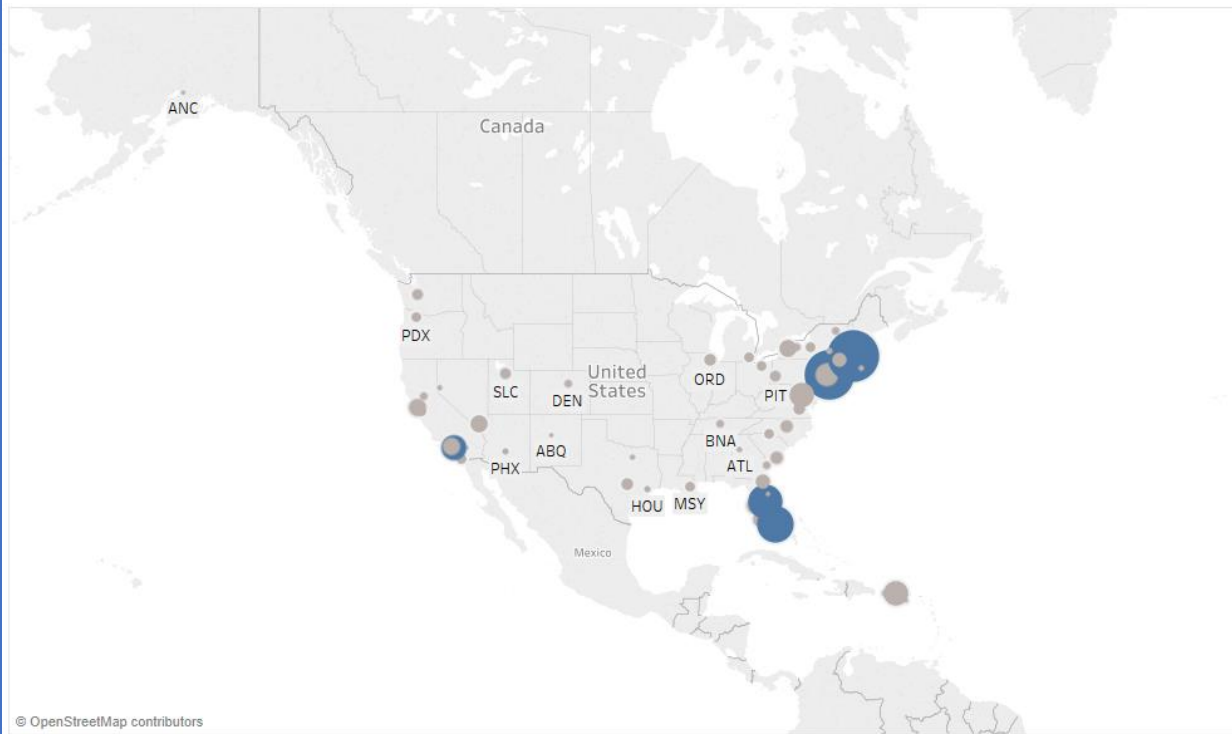 ANC
Canada
PDX
United
States
SLC
DEN
ORD
PIT
BNA
ABQ
PHX
ATL
HOU
MSY
Mexico
© OpenStreetMap contributors